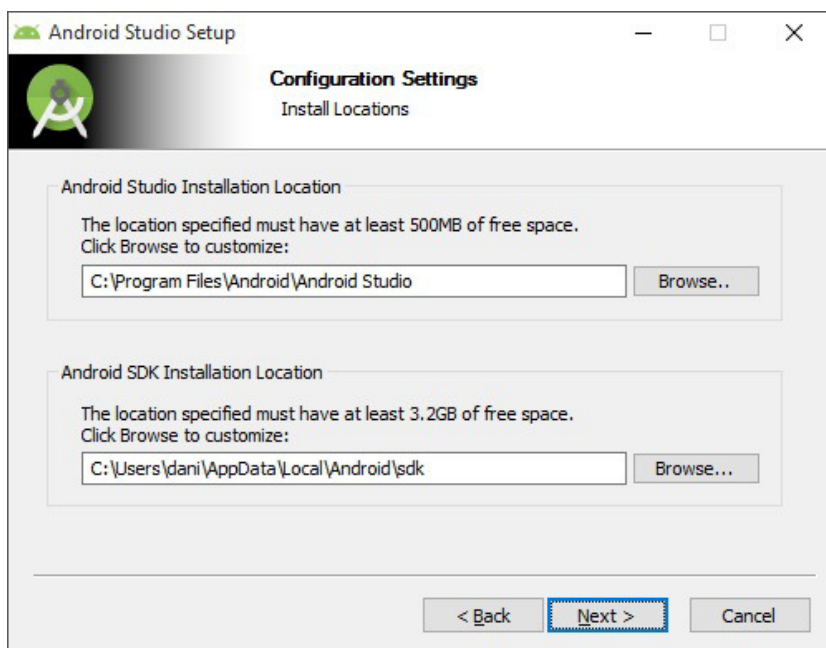 Android Studio Setup
Configuration Settings
Install Locations
Android Studio Installation Location
The location specified must have at least 500MB of free space.
Click Browse to customize:
C:\Program Files\Android\Android Studio
Browse..
Android SDK Installation Location
The location specified must have at least 3.2GB of free space.
Click Browse to customize:
C:\Users\dani\AppData\Local\Android\sdk
Browse...
< Back
Next >
Cancel